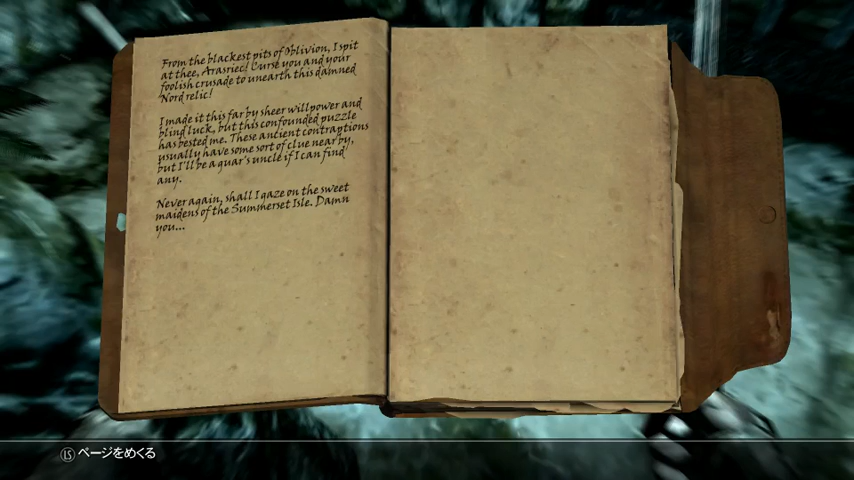 From the blackest pits of Oblivion, I spit
at thee, Arasriec! Curse you and your
foolish crusade to unearth this damned
Nord relic!
I made it this far by sheer willpower and
blind luck, but this confounded puzzle
has bested me. These ancient contraptions
usually have some sort of clue nearby,
but I'll be a guar's uncle if I can find
any.
Never again, shall I gaze on the sweet
maidens of the Summerset Isle. Damn
you...
LS ページをめくる